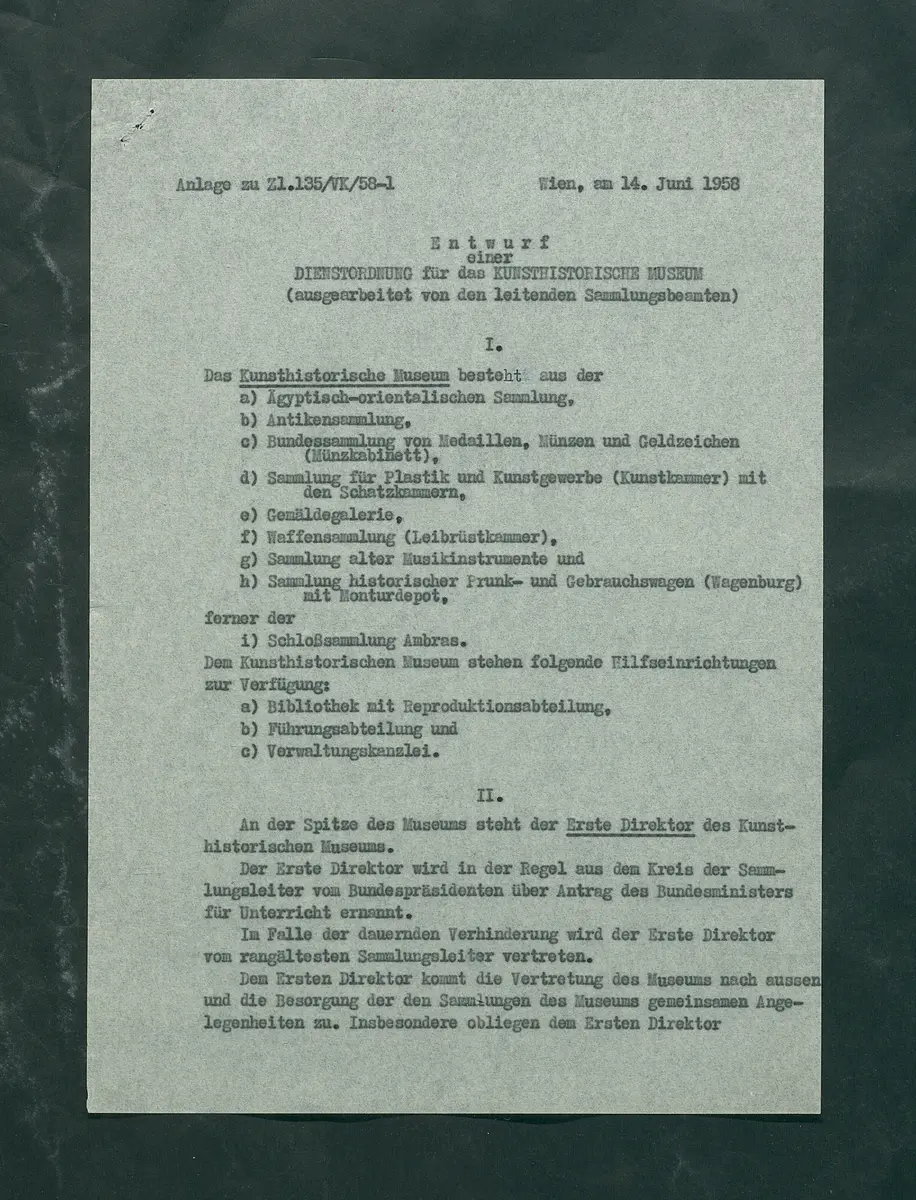 Anlage zu Zl.135/VK/58-1 Wien, am 14. Juni 1958
E n t w u r f
einer
DIENSTORDNUNG für das KUNSTHISTORISCHE MUSEUM
(ausgearbeitet von den leitenden Sammlungsbeamten)
I.
Das Kunsthistorische Museum besteht aus der
a) Ägyptisch-orientalischen Sammlung,
b) Antikensammlung,
c) Bundessammlung von Medaillen, Münzen und Geldzeichen
(Münzkabinett),
d) Sammlung für Plastik und Kunstgewerbe (Kunstkammer) mit
den Schatzkammern,
e) Gemäldegalerie,
f) Waffensammlung (Leibrüstkammer),
g) Sammlung alter Musikinstrumente und
h) Sammlung historischer Prunk- und Gebrauchswagen (Wagenburg)
mit Monturdepot,
ferner der
i) Schloßsammlung Ambras.
Dem Kunsthistorischen Museum stehen folgende Hilfseinrichtungen
zur Verfügung:
a) Bibliothek mit Reproduktionsabteilung,
b) Führungsabteilung und
c) Verwaltungskanzlei.
II.
An der Spitze des Museums steht der Erste Direktor des Kunst-
historischen Museums.
Der Erste Direktor wird in der Regel aus dem Kreis der Samm-
lungsleiter vom Bundespräsidenten über Antrag des Bundesministers
für Unterricht ernannt.
Im Falle der dauernden Verhinderung wird der Erste Direktor
vom rangältesten Sammlungsleiter vertreten.
Dem Ersten Direktor kommt die Vertretung des Museums nach aussen
und die Besorgung der den Sammlungen des Museums gemeinsamen Ange-
legenheiten zu. Insbesondere obliegen dem Ersten Direktor